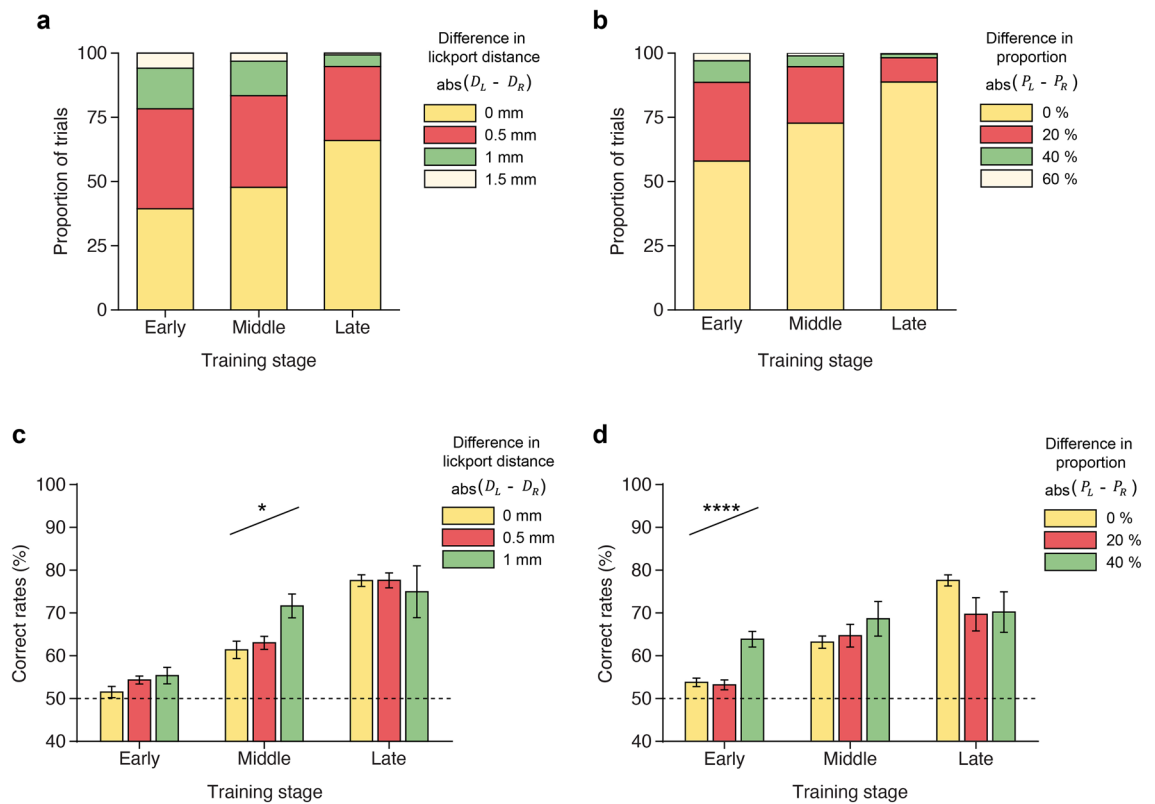 a
Difference in
lickport distance
abs(D_L - D_R)
0 mm
0.5 mm
1 mm
1.5 mm
Proportion of trials
100
75
50
25
0
Early Middle Late
Training stage
b
Difference in
proportion
abs(P_L - P_R)
0 %
20 %
40 %
60 %
Proportion of trials
100
75
50
25
0
Early Middle Late
Training stage
c
Difference in
lickport distance
abs(D_L - D_R)
0 mm
0.5 mm
1 mm
*
Correct rates (%)
100
90
80
70
60
50
40
Early Middle Late
Training stage
d
Difference in
proportion
abs(P_L - P_R)
0 %
20 %
40 %
****
Correct rates (%)
100
90
80
70
60
50
40
Early Middle Late
Training stage